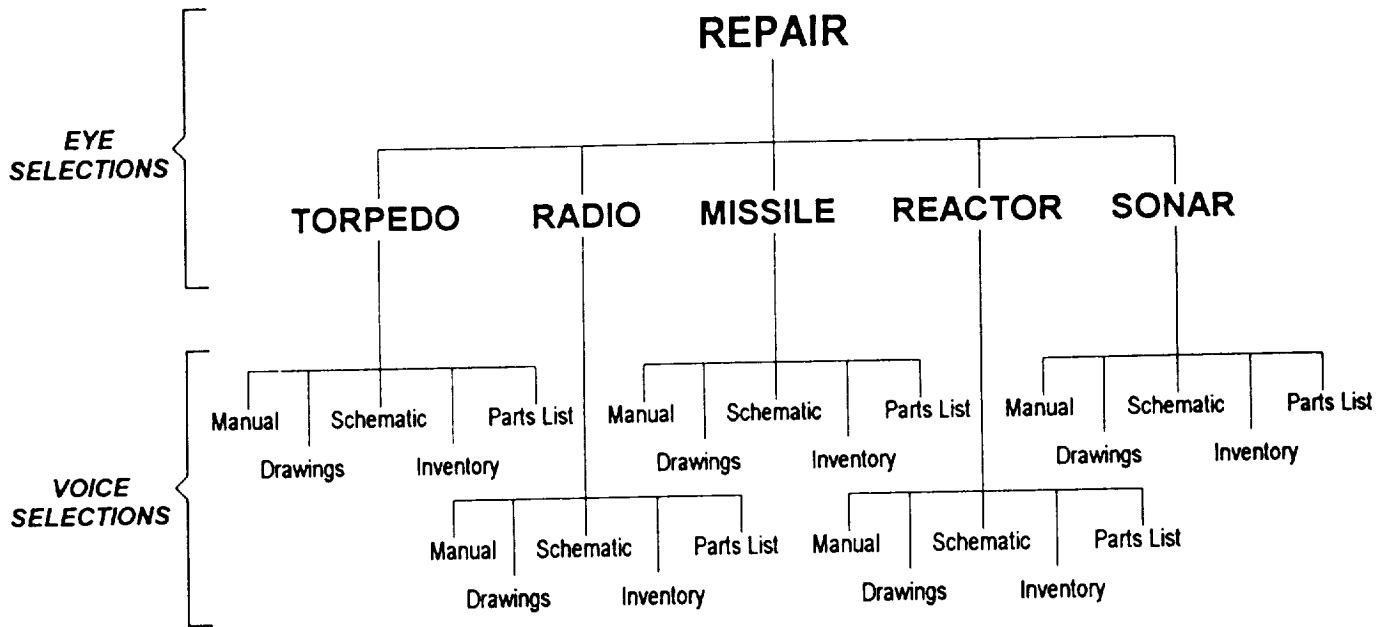 REPAIR
EYE
SELECTIONS
TORPEDO RADIO MISSILE REACTOR SONAR
VOICE
SELECTIONS
Manual Schematic Parts List Manual Schematic Parts List Manual Schematic Parts List
Drawings Inventory Drawings Inventory Drawings Inventory
Manual Schematic Parts List Manual Schematic Parts List
Drawings Inventory Drawings Inventory